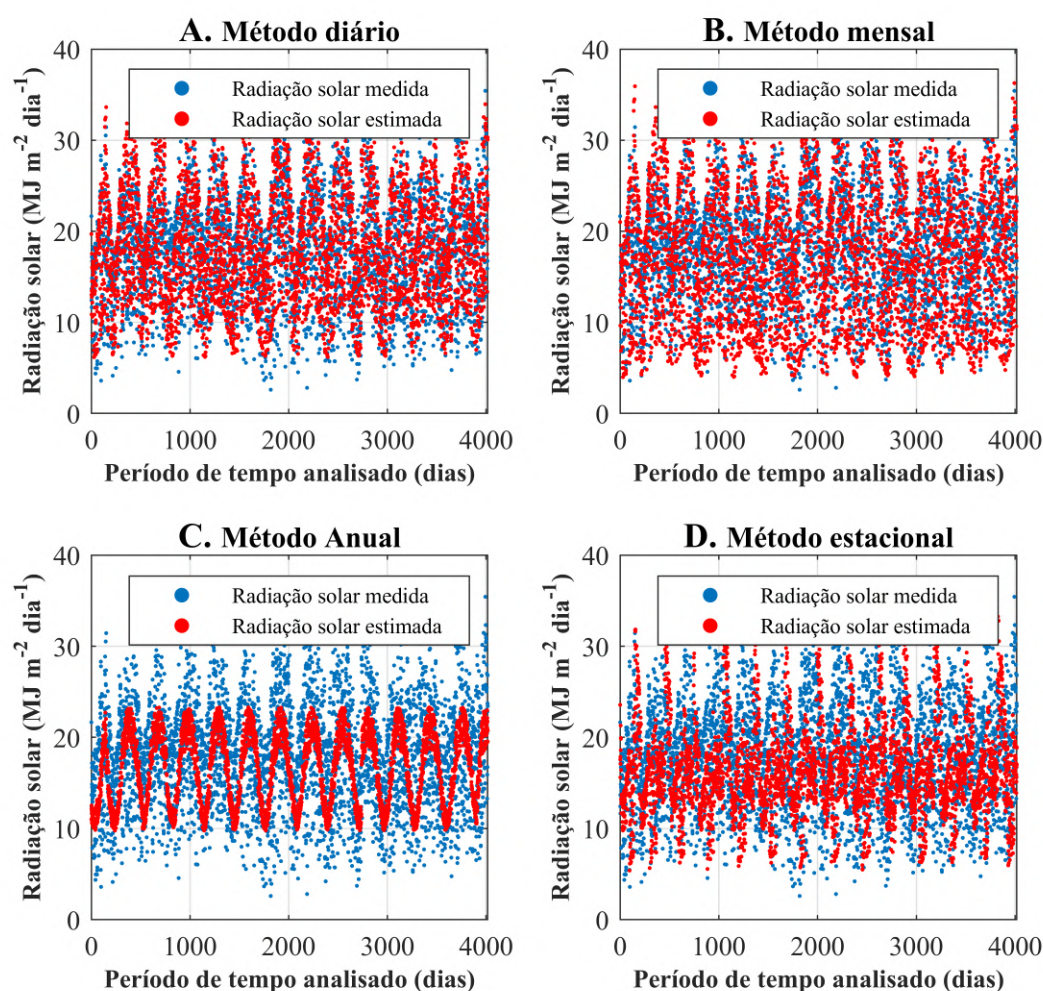 A. Método diário
40
30
20
10
0
Radiação solar (MJ m⁻² dia⁻¹)
Radiação solar medida
Radiação solar estimada
0 1000 2000 3000 4000
Período de tempo analisado (dias)
B. Método mensal
40
30
20
10
0
Radiação solar (MJ m⁻² dia⁻¹)
Radiação solar medida
Radiação solar estimada
0 1000 2000 3000 4000
Período de tempo analisado (dias)
C. Método Anual
40
30
20
10
0
Radiação solar (MJ m⁻² dia⁻¹)
Radiação solar medida
Radiação solar estimada
0 1000 2000 3000 4000
Período de tempo analisado (dias)
D. Método estacional
40
30
20
10
0
Radiação solar (MJ m⁻² dia⁻¹)
Radiação solar medida
Radiação solar estimada
0 1000 2000 3000 4000
Período de tempo analisado (dias)